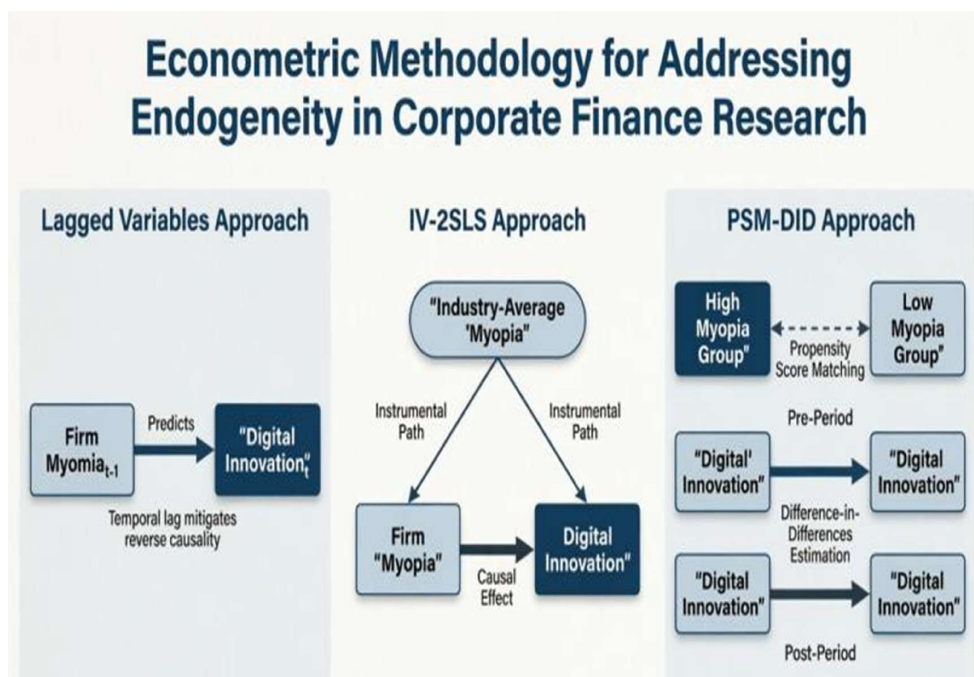 Econometric Methodology for Addressing
Endogeneity in Corporate Finance Research
Lagged Variables Approach
Firm
Myomiat-1
Predicts
"Digital
Innovation"t
Temporal lag mitigates
reverse causality
IV-2SLS Approach
"Industry-Average
'Myopia"
Instrumental
Path
Instrumental
Path
Firm
"Myopia"
Causal
Effect
Digital
Innovation"
PSM-DID Approach
High
Myopia
Group"
Propensity
Score Matching
Low
Myopia
Group"
Pre-Period
"Digital'
Innovation"
"Digital
Innovation"
Difference-in-
Differences
Estimation
"Digital
Innovation"
"Digital
Innovation"
Post-Period